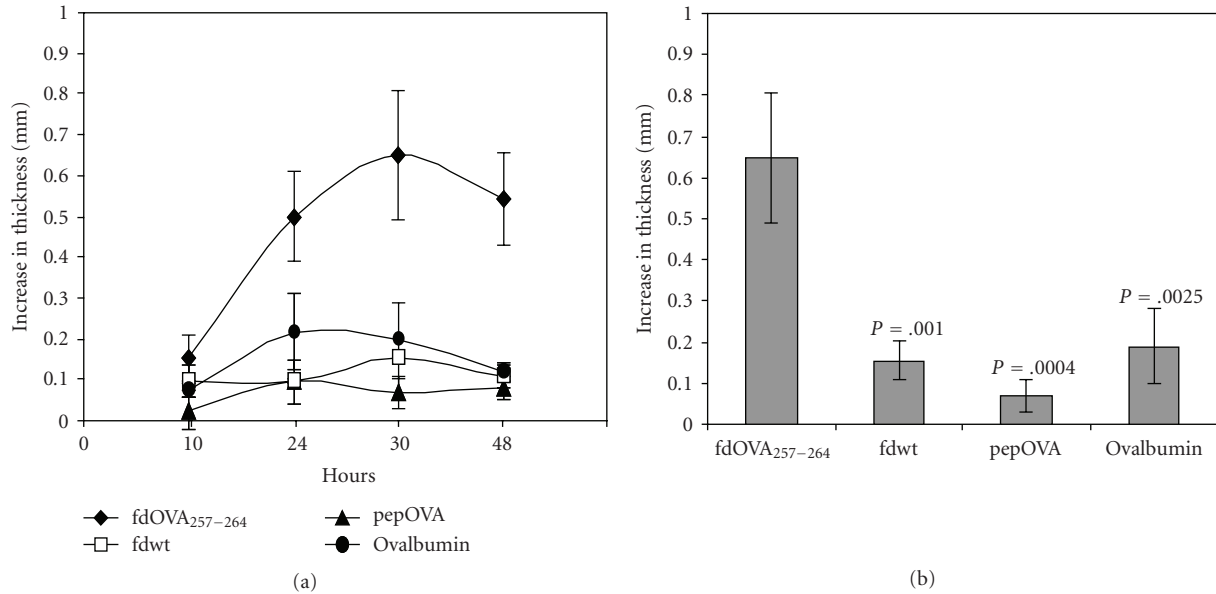 1
0.9
0.8
0.7
0.6
0.5
0.4
0.3
0.2
0.1
0
Increase in thickness (mm)
0 10 24 30 48
Hours
fdOVA257−264
fdwt
pepOVA
Ovalbumin
(a)
1
0.9
0.8
0.7
0.6
0.5
0.4
0.3
0.2
0.1
0
Increase in thickness (mm)
P = .001
P = .0004
P = .0025
fdOVA257−264 fdwt pepOVA Ovalbumin
(b)